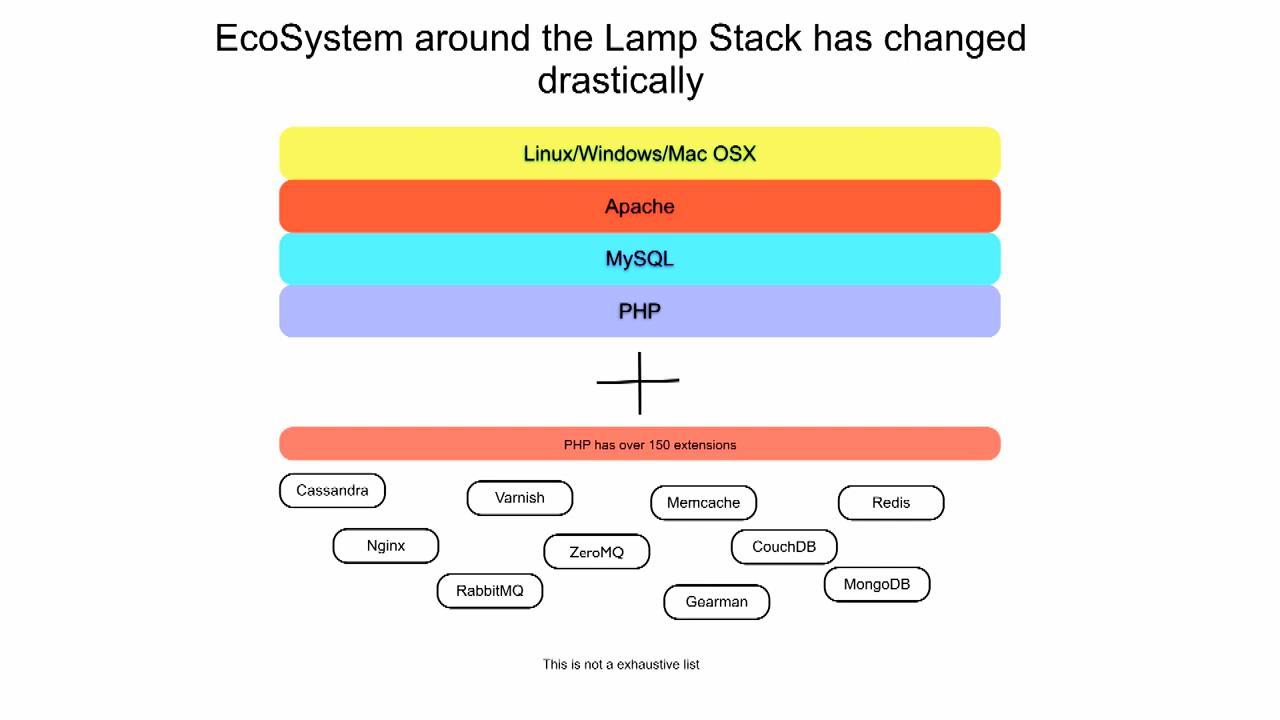 EcoSystem around the Lamp Stack has changed
drastically
Linux/Windows/Mac OSX
Apache
MySQL
PHP
PHP has over 150 extensions
Cassandra
Varnish
Memcache
Redis
Nginx
ZeroMQ
CouchDB
RabbitMQ
Gearman
MongoDB
This is not a exhaustive list